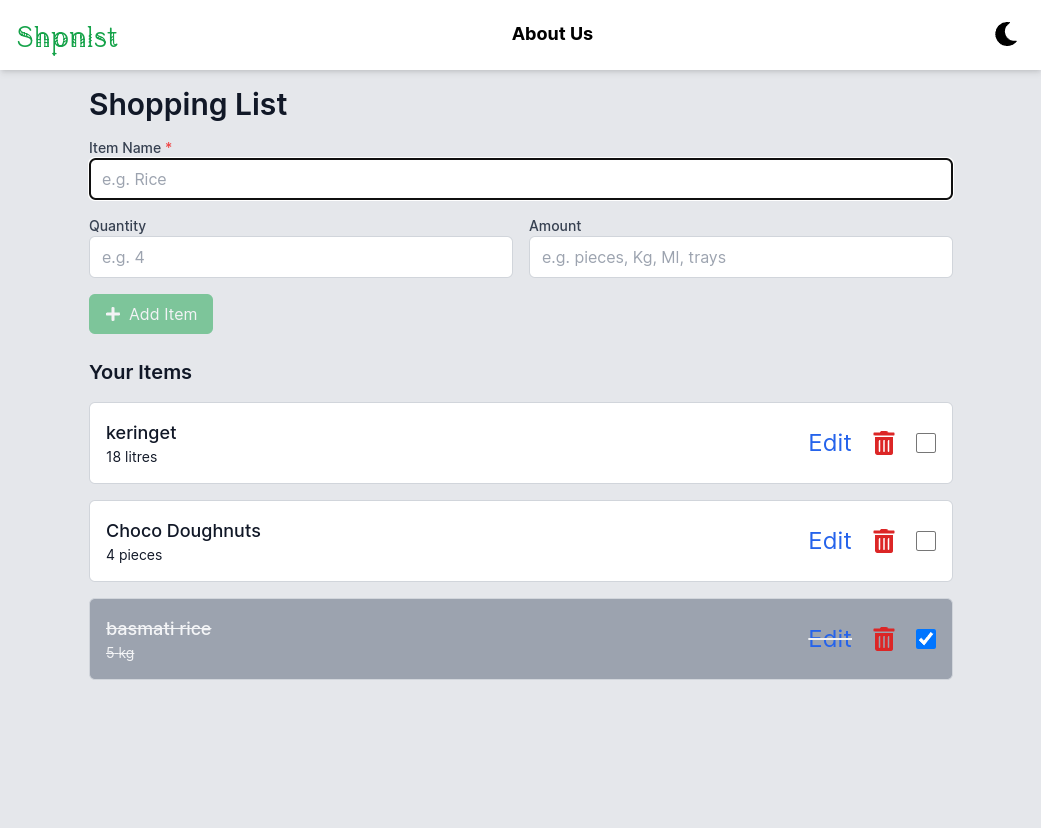 Shpnlst
About Us
Shopping List
Item Name *
e.g. Rice
Quantity
Amount
e.g. 4
e.g. pieces, Kg, Ml, trays
Add Item
Your Items
keringet
18 litres
Edit
Choco Doughnuts
4 pieces
Edit
basmati rice
5 kg
Edit